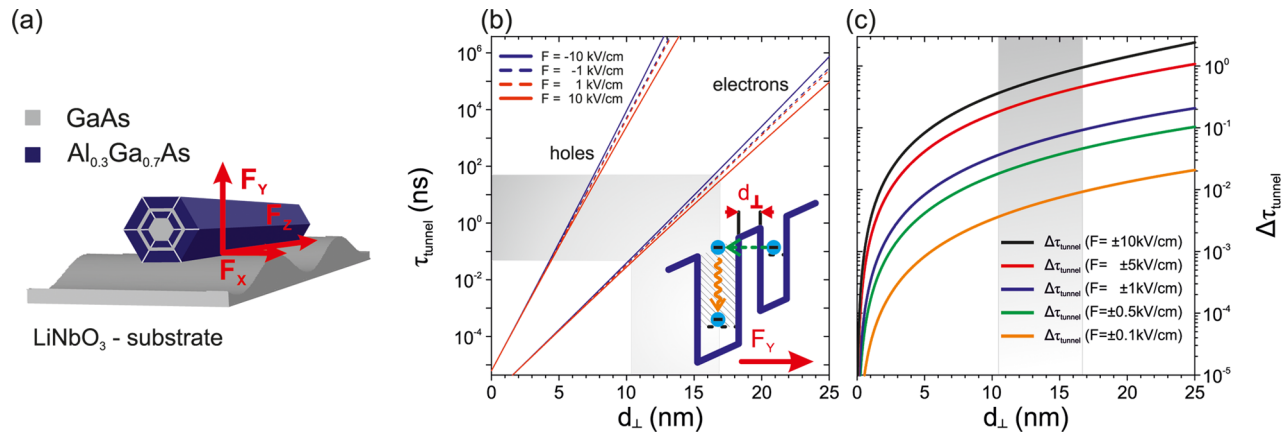 (a)
GaAs
Al0.3Ga0.7As
FY
FZ
FX
LiNbO3 - substrate
(b)
F = -10 kV/cm
F = -1 kV/cm
F = 1 kV/cm
F = 10 kV/cm
electrons
holes
d⊥
FY
10^6
10^4
10^2
10^0
10^-2
10^-4
τtunnel (ns)
0 5 10 15 20 25
d⊥ (nm)
(c)
Δτtunnel (F= ±10kV/cm)
Δτtunnel (F= ±5kV/cm)
Δτtunnel (F= ±1kV/cm)
Δτtunnel (F=±0.5kV/cm)
Δτtunnel (F=±0.1kV/cm)
10^0
10^-1
10^-2
10^-3
10^-4
10^-5
Δτtunnel
0 5 10 15 20 25
d⊥ (nm)